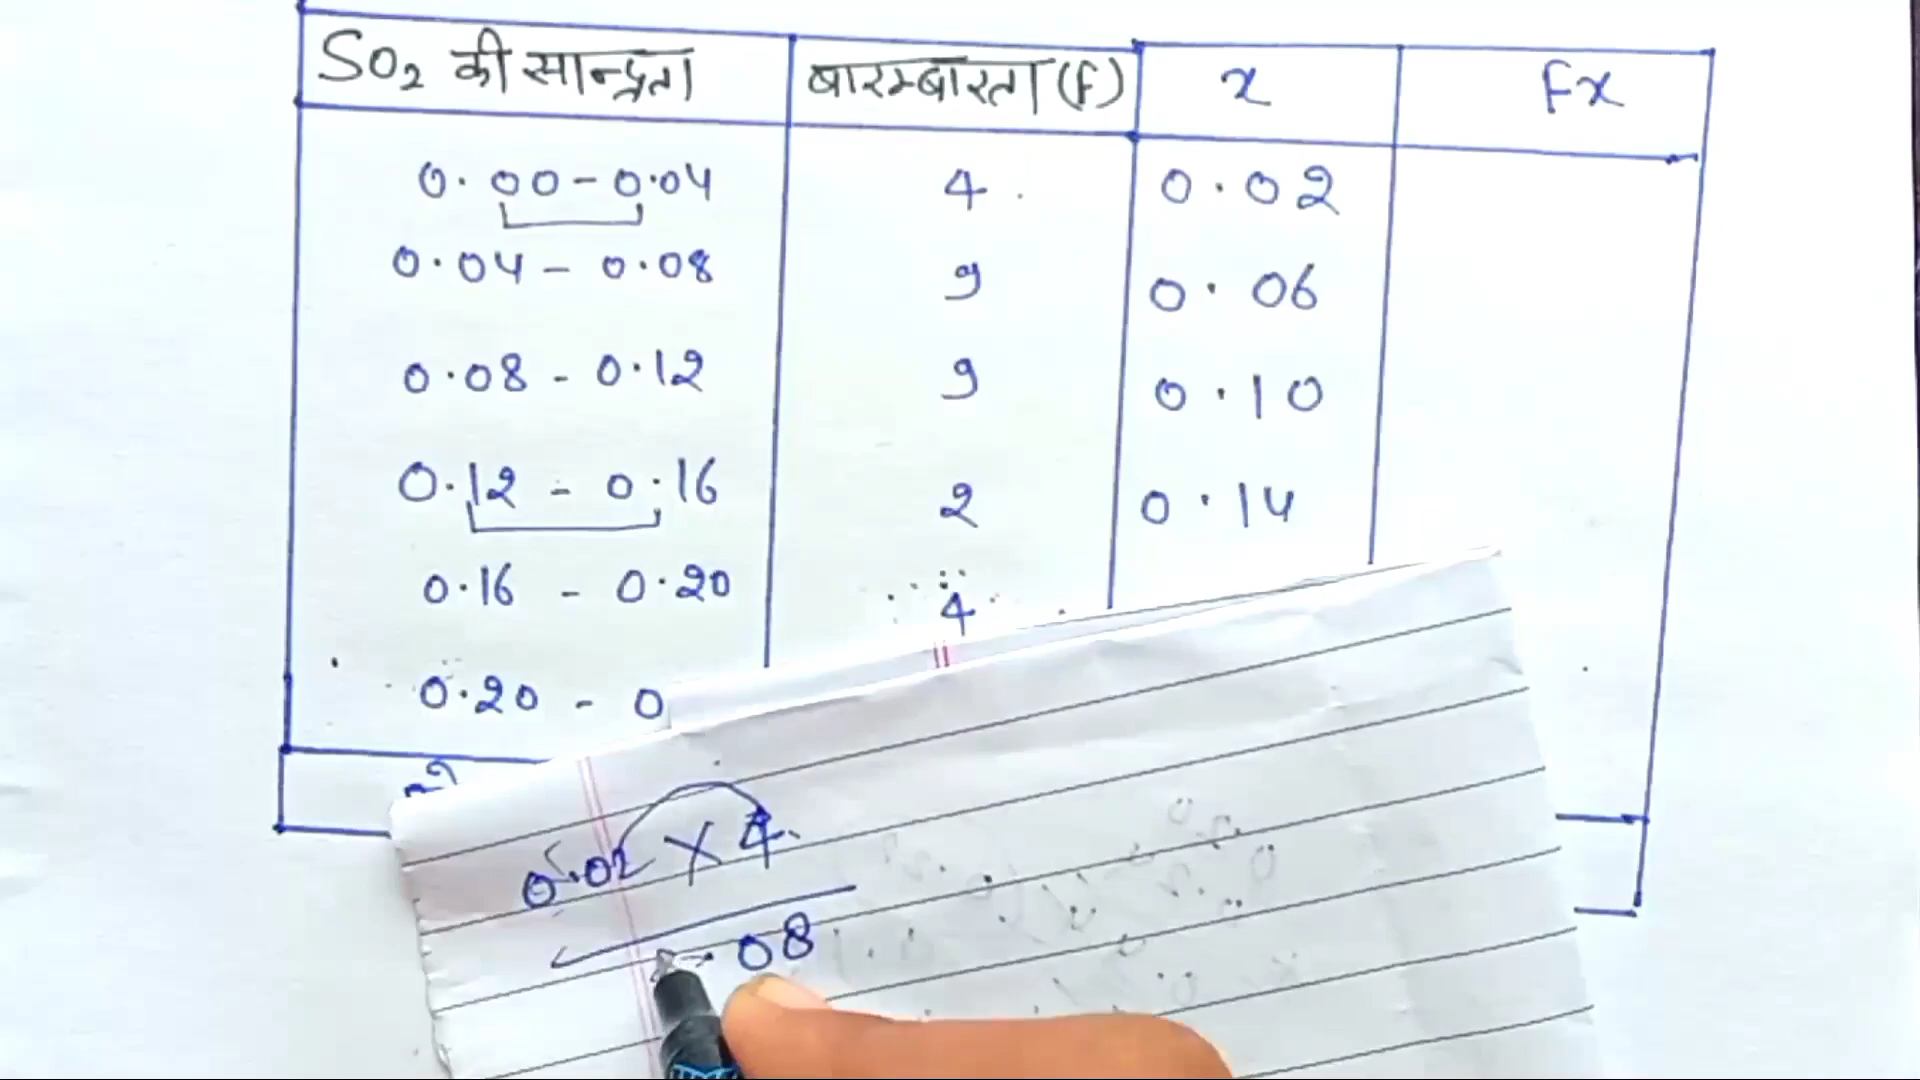 SO₂ की सान्द्रता बारम्बारता (f) x Fx
0.00 - 0.04 4 0.02
0.04 - 0.08 9 0.06
0.08 - 0.12 9 0.10
0.12 - 0.16 2 0.14
0.16 - 0.20 4
0.20 - 0
0.02 × 4
.08